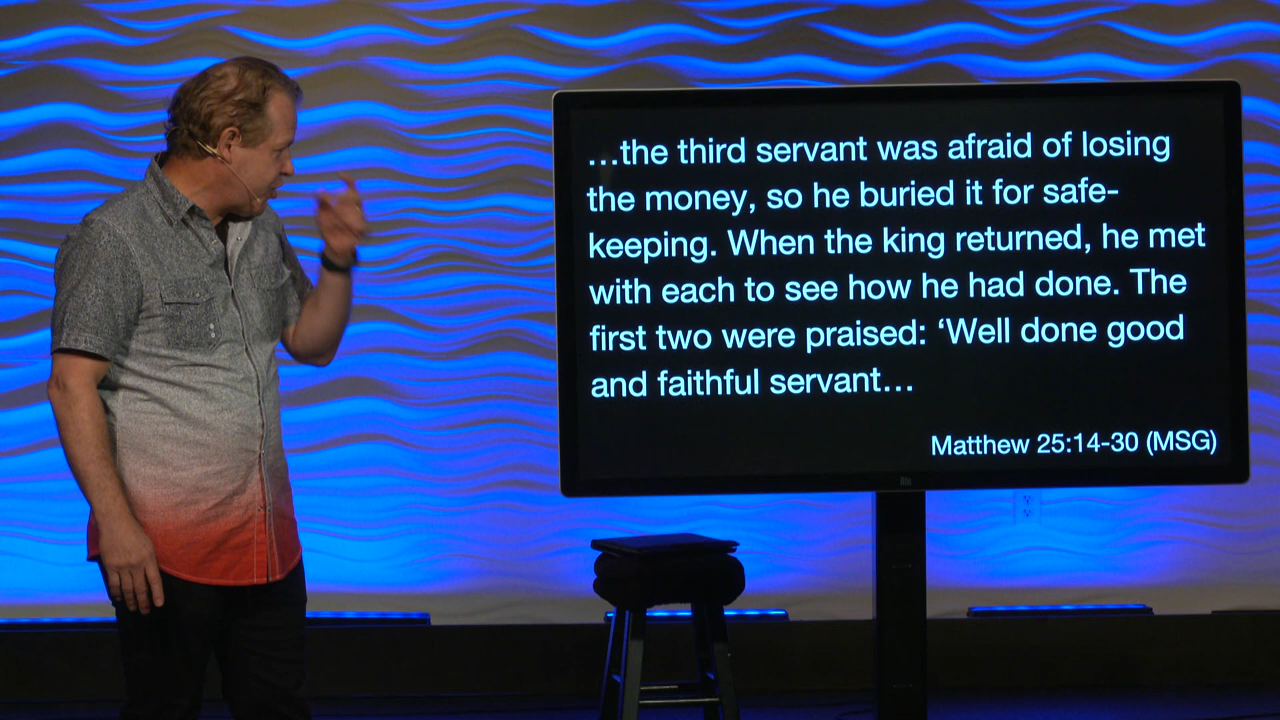 …the third servant was afraid of losing
the money, so he buried it for safe-
keeping. When the king returned, he met
with each to see how he had done. The
first two were praised: ‘Well done good
and faithful servant…
Matthew 25:14-30 (MSG)
elo